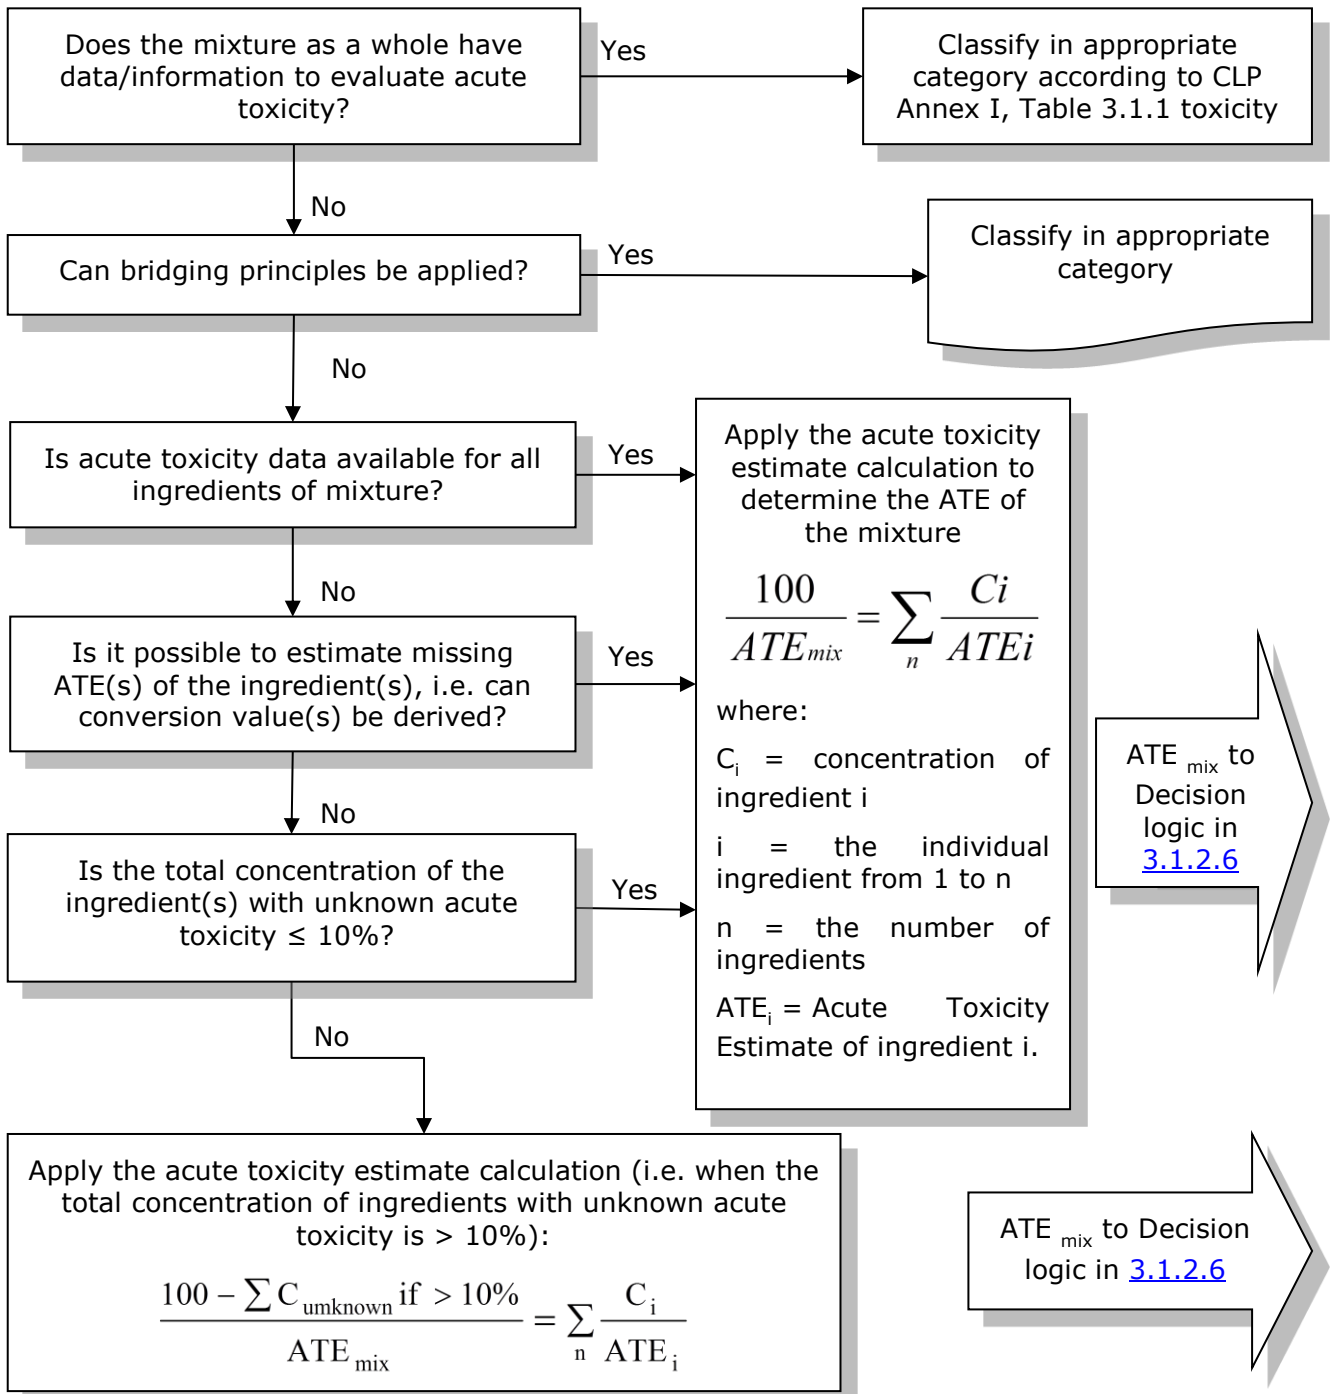 Does the mixture as a whole have
data/information to evaluate acute
toxicity?
Yes
Classify in appropriate
category according to CLP
Annex I, Table 3.1.1 toxicity
No
Can bridging principles be applied?
Yes
Classify in appropriate
category
No
Is acute toxicity data available for all
ingredients of mixture?
Yes
No
Is it possible to estimate missing
ATE(s) of the ingredient(s), i.e. can
conversion value(s) be derived?
Yes
No
Is the total concentration of the
ingredient(s) with unknown acute
toxicity ≤ 10%?
Yes
No
Apply the acute toxicity
estimate calculation to
determine the ATE of
the mixture
100 / ATEmix = ∑n Ci / ATEi
where:
Ci = concentration of
ingredient i
i = the individual
ingredient from 1 to n
n = the number of
ingredients
ATEi = Acute Toxicity
Estimate of ingredient i.
ATE mix to
Decision
logic in
3.1.2.6
Apply the acute toxicity estimate calculation (i.e. when the
total concentration of ingredients with unknown acute
toxicity is > 10%):
100 – ∑ C umknown if > 10% / ATE mix = ∑n C i / ATE i
ATE mix to Decision
logic in 3.1.2.6